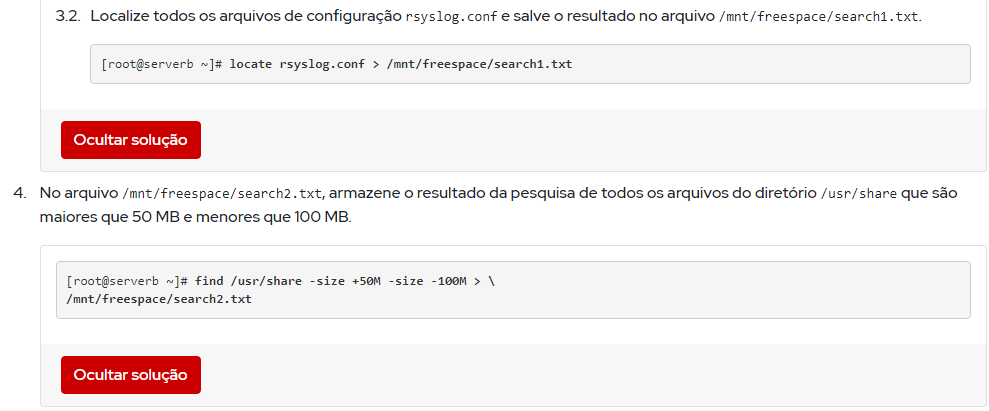 3.2. Localize todos os arquivos de configuração rsyslog.conf e salve o resultado no arquivo /mnt/freespace/search1.txt.
[root@serverb ~]# locate rsyslog.conf > /mnt/freespace/search1.txt
Ocultar solução
4. No arquivo /mnt/freespace/search2.txt, armazene o resultado da pesquisa de todos os arquivos do diretório /usr/share que são
maiores que 50 MB e menores que 100 MB.
[root@serverb ~]# find /usr/share -size +50M -size -100M > \
/mnt/freespace/search2.txt
Ocultar solução